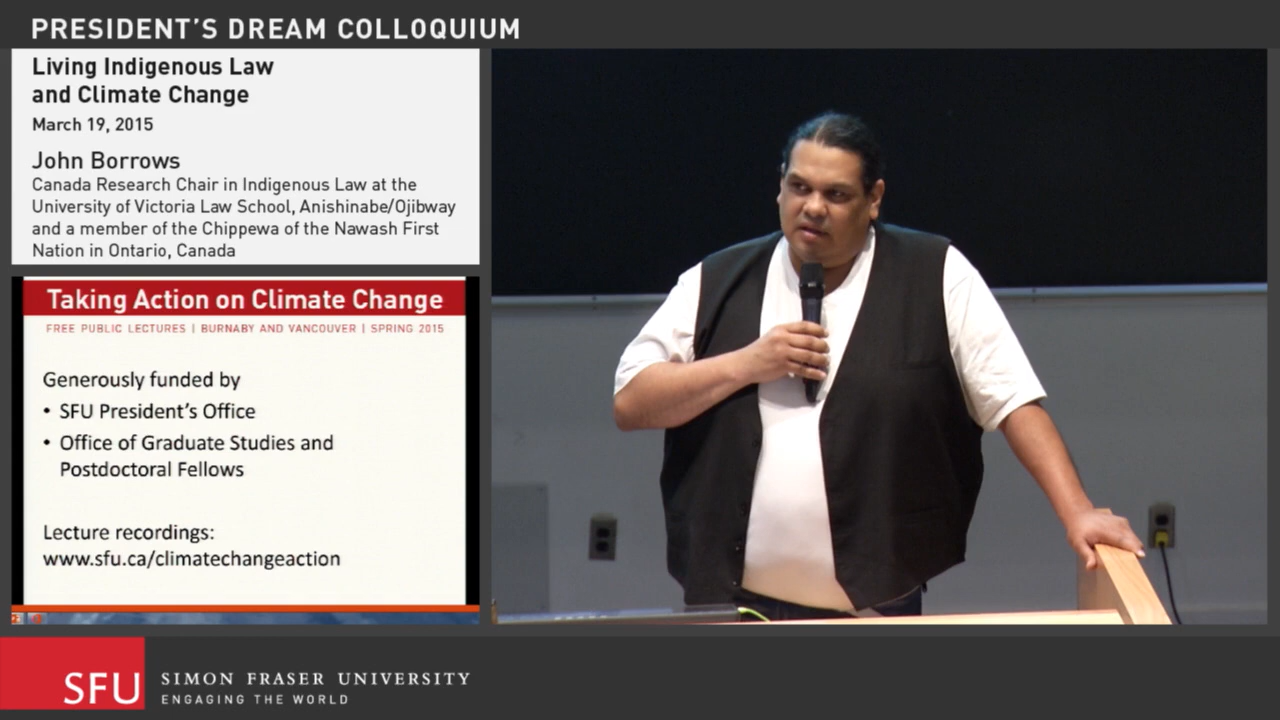 PRESIDENT'S DREAM COLLOQUIUM
Living Indigenous Law
and Climate Change
March 19, 2015
John Borrows
Canada Research Chair in Indigenous Law at the
University of Victoria Law School, Anishinabe/Ojibway
and a member of the Chippewa of the Nawash First
Nation in Ontario, Canada
Taking Action on Climate Change
FREE PUBLIC LECTURES | BURNABY AND VANCOUVER | SPRING 2015
Generously funded by
• SFU President's Office
• Office of Graduate Studies and
Postdoctoral Fellows
Lecture recordings:
www.sfu.ca/climatechangeaction
SFU
SIMON FRASER UNIVERSITY
ENGAGING THE WORLD